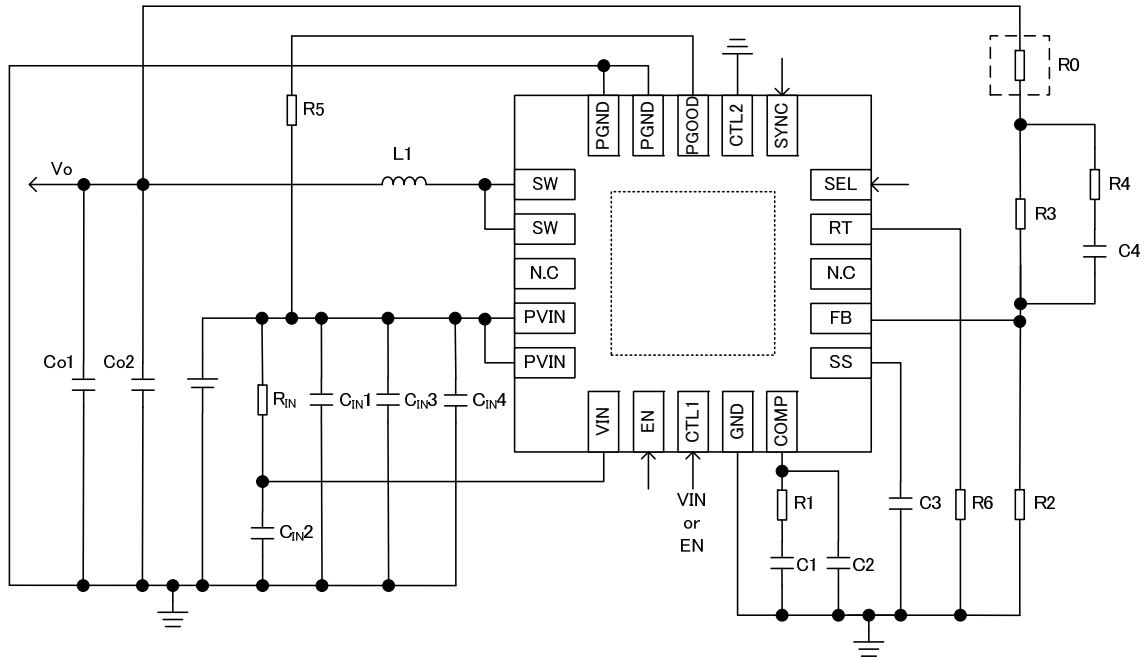 R0
R5
PGND
PGND
PGOOD
CTL2
SYNC
L1
Vo
SW
SEL
R4
SW
RT
R3
C4
N.C
N.C
PVIN
FB
Co1
Co2
PVIN
SS
RIN
CIN1
CIN3
CIN4
VIN
EN
CTL1
GND
COMP
CIN2
VIN
or
EN
R1
C3
R6
R2
C1
C2